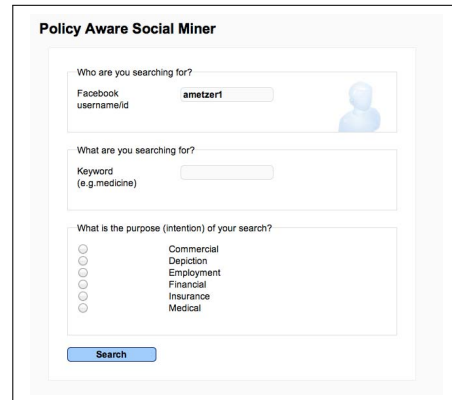 Policy Aware Social Miner
Who are you searching for?
Facebook
username/id
ametzer1
What are you searching for?
Keyword
(e.g.medicine)
What is the purpose (intention) of your search?
Commercial
Depiction
Employment
Financial
Insurance
Medical
Search